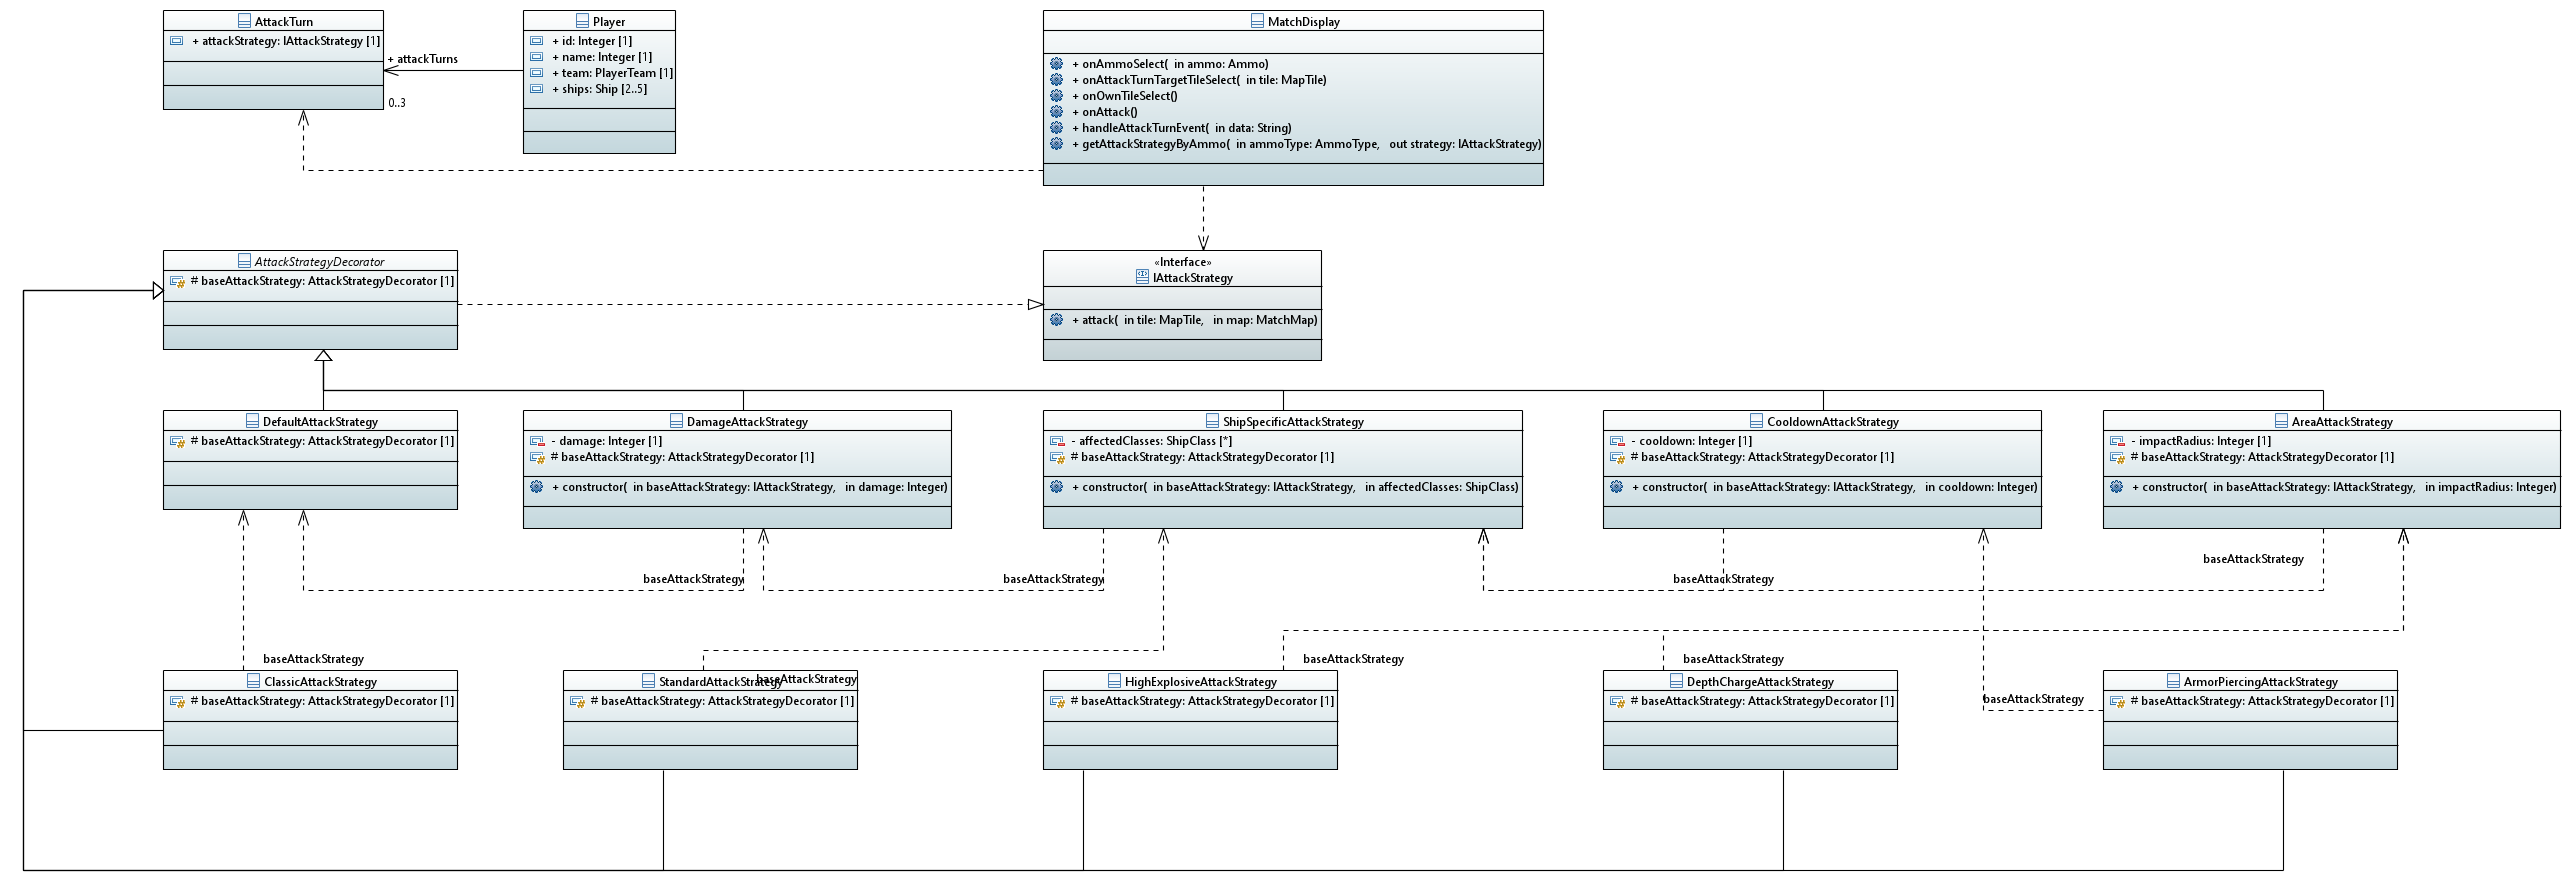 AttackTurn
+ attackStrategy: IAttackStrategy [1]
+ attackTurns
0..3
Player
+ id: Integer [1]
+ name: Integer [1]
+ team: PlayerTeam [1]
+ ships: Ship [2..5]
MatchDisplay
+ onAmmoSelect( in ammo: Ammo)
+ onAttackTurnTargetTileSelect( in tile: MapTile)
+ onOwnTileSelect()
+ onAttack()
+ handleAttackTurnEvent( in data: String)
+ getAttackStrategyByAmmo( in ammoType: AmmoType, out strategy: IAttackStrategy)
AttackStrategyDecorator
# baseAttackStrategy: AttackStrategyDecorator [1]
«Interface»
IAttackStrategy
+ attack( in tile: MapTile, in map: MatchMap)
DefaultAttackStrategy
# baseAttackStrategy: AttackStrategyDecorator [1]
DamageAttackStrategy
- damage: Integer [1]
# baseAttackStrategy: AttackStrategyDecorator [1]
+ constructor( in baseAttackStrategy: IAttackStrategy, in damage: Integer)
ShipSpecificAttackStrategy
- affectedClasses: ShipClass [*]
# baseAttackStrategy: AttackStrategyDecorator [1]
+ constructor( in baseAttackStrategy: IAttackStrategy, in affectedClasses: ShipClass)
CooldownAttackStrategy
- cooldown: Integer [1]
# baseAttackStrategy: AttackStrategyDecorator [1]
+ constructor( in baseAttackStrategy: IAttackStrategy, in cooldown: Integer)
AreaAttackStrategy
- impactRadius: Integer [1]
# baseAttackStrategy: AttackStrategyDecorator [1]
+ constructor( in baseAttackStrategy: IAttackStrategy, in impactRadius: Integer)
baseAttackStrategy
baseAttackStrategy
baseAttackStrategy
baseAttackStrategy
baseAttackStrategy
baseAttackStrategy
baseAttackStrategy
baseAttackStrategy
baseAttackStrategy
ClassicAttackStrategy
# baseAttackStrategy: AttackStrategyDecorator [1]
StandardAttackStrategy
# baseAttackStrategy: AttackStrategyDecorator [1]
HighExplosiveAttackStrategy
# baseAttackStrategy: AttackStrategyDecorator [1]
DepthChargeAttackStrategy
# baseAttackStrategy: AttackStrategyDecorator [1]
ArmorPiercingAttackStrategy
# baseAttackStrategy: AttackStrategyDecorator [1]